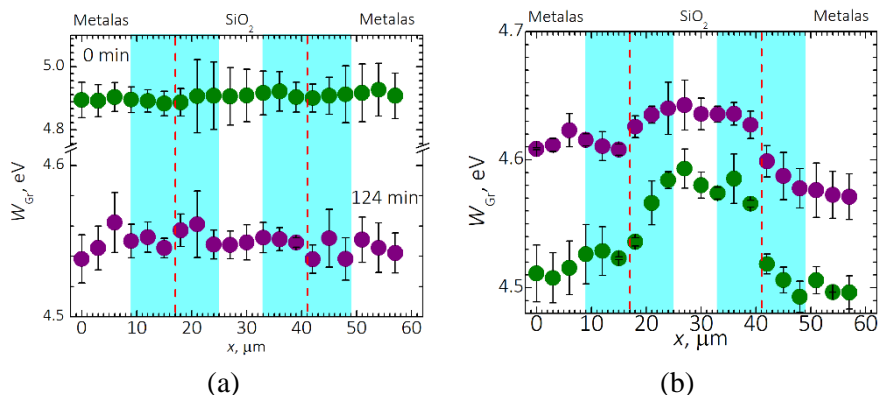 Metalas SiO₂ Metalas
0 min
5.0
4.8
4.6
124 min
4.5
W_Gr, eV
0 10 20 30 40 50 60
x, μm
(a)
Metalas SiO₂ Metalas
4.7
4.6
4.5
W_Gr, eV
0 10 20 30 40 50 60
x, μm
(b)